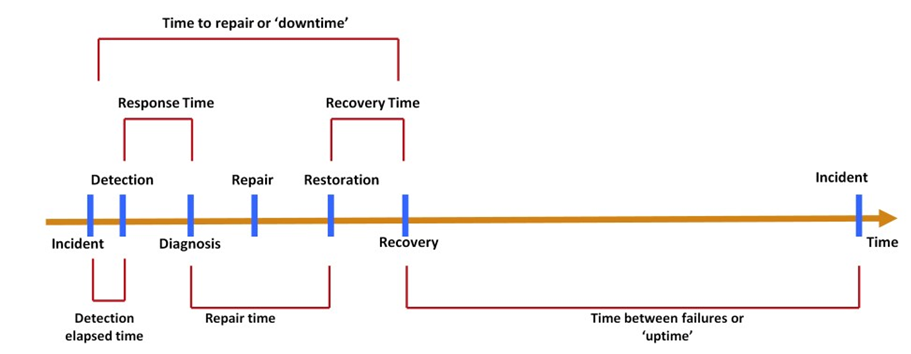 Time to repair or ‘downtime’
Response Time
Recovery Time
Detection
Repair
Restoration
Incident
Incident
Diagnosis
Recovery
Time
Detection
elapsed time
Repair time
Time between failures or
‘uptime’